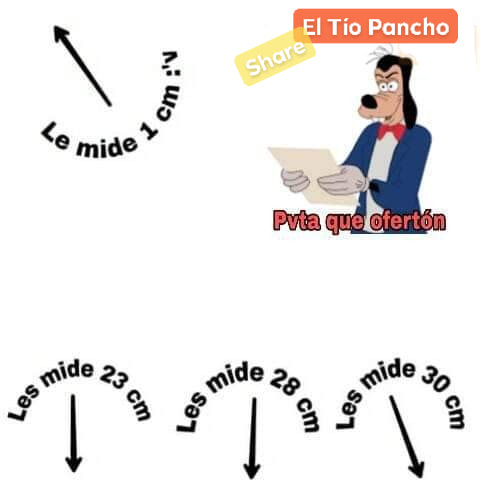 El Tío Pancho
Share
Le mide 1 cm :v
Pvta que ofertón
Les mide 23 cm
Les mide 28 cm
Les mide 30 cm